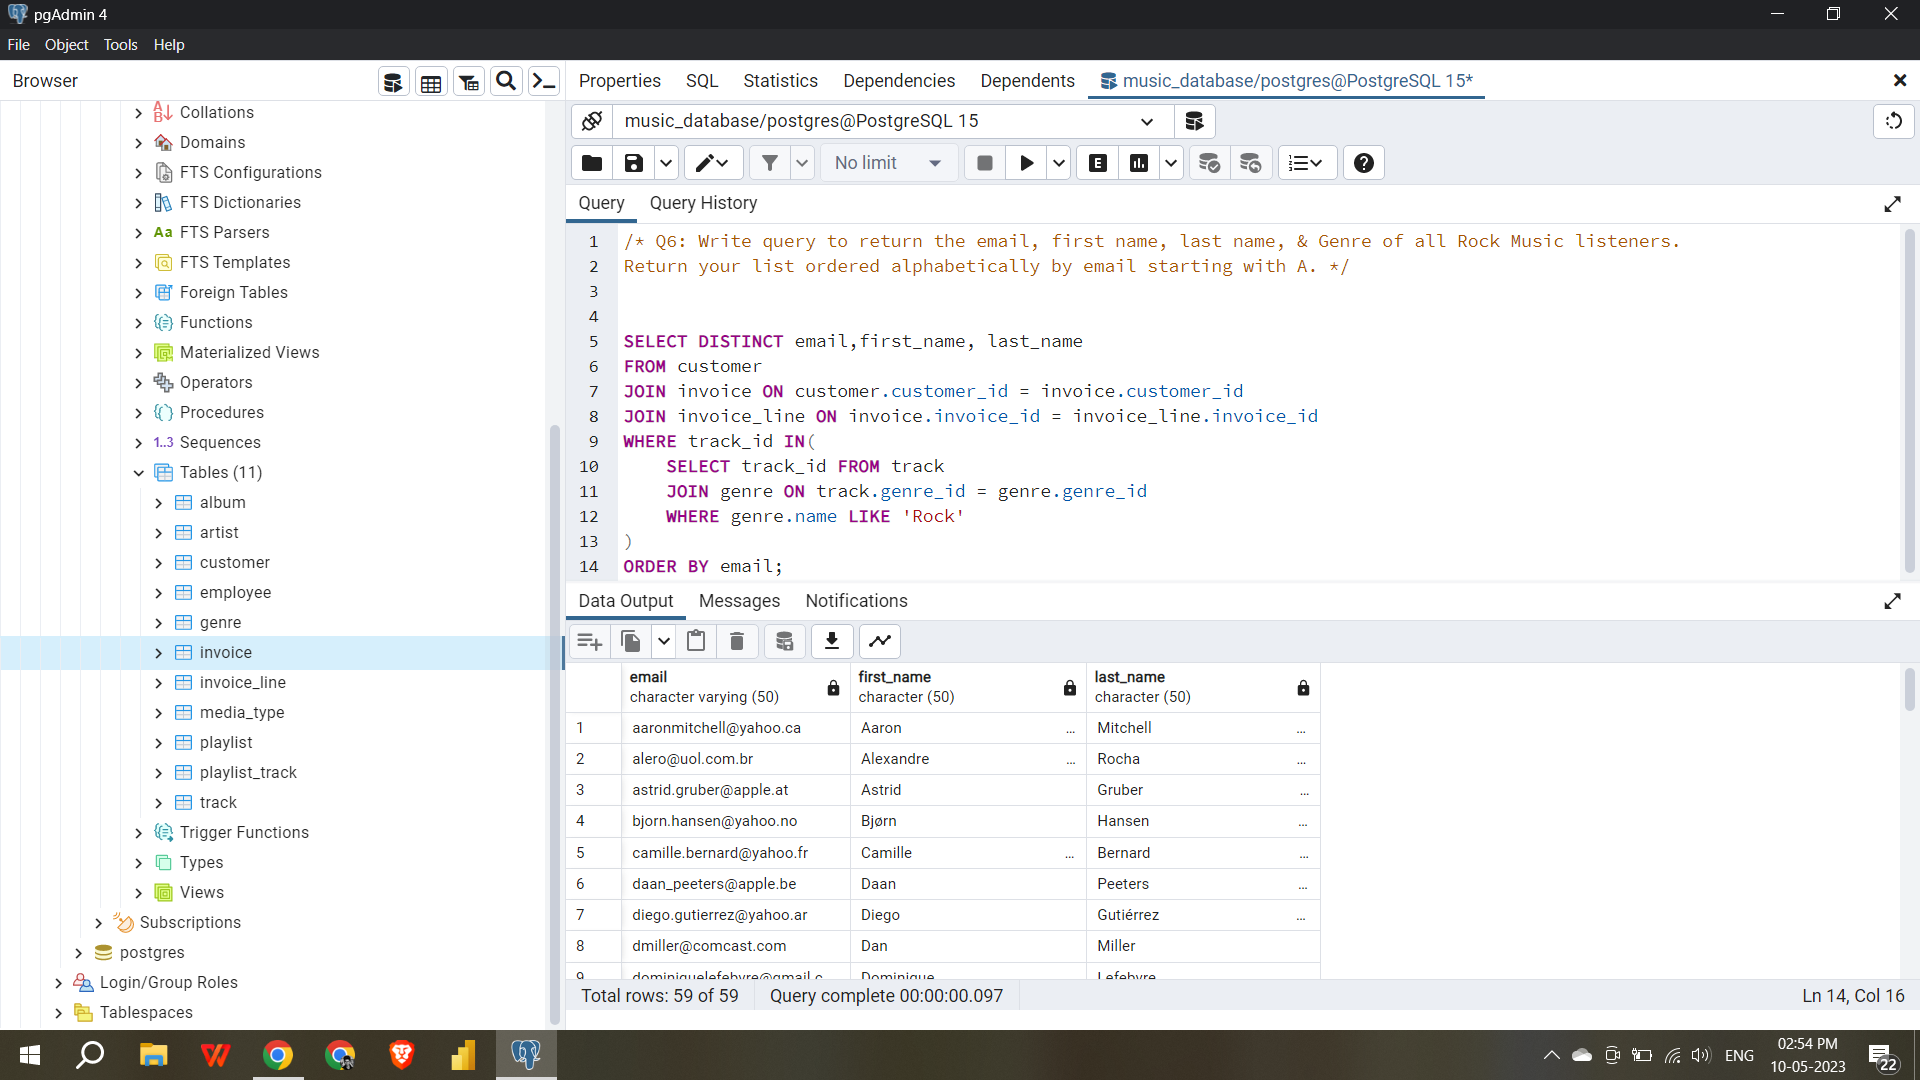 pgAdmin 4
File Object Tools Help
Browser
Properties SQL Statistics Dependencies Dependents music_database/postgres@PostgreSQL 15*
Collations
Domains
FTS Configurations
FTS Dictionaries
Aa FTS Parsers
FTS Templates
Foreign Tables
Functions
Materialized Views
Operators
Procedures
1..3 Sequences
Tables (11)
album
artist
customer
employee
genre
invoice
invoice_line
media_type
playlist
playlist_track
track
Trigger Functions
Types
Views
Subscriptions
postgres
Login/Group Roles
Tablespaces
music_database/postgres@PostgreSQL 15
No limit
E
Query Query History
1 /* Q6: Write query to return the email, first name, last name, & Genre of all Rock Music listeners.
2 Return your list ordered alphabetically by email starting with A. */
3
4
5 SELECT DISTINCT email,first_name, last_name
6 FROM customer
7 JOIN invoice ON customer.customer_id = invoice.customer_id
8 JOIN invoice_line ON invoice.invoice_id = invoice_line.invoice_id
9 WHERE track_id IN(
10 SELECT track_id FROM track
11 JOIN genre ON track.genre_id = genre.genre_id
12 WHERE genre.name LIKE 'Rock'
13 )
14 ORDER BY email;
Data Output Messages Notifications
email first_name last_name
character varying (50) character (50) character (50)
1 aaronmitchell@yahoo.ca Aaron ... Mitchell ...
2 alero@uol.com.br Alexandre ... Rocha ...
3 astrid.gruber@apple.at Astrid Gruber ...
4 bjorn.hansen@yahoo.no Bjørn Hansen ...
5 camille.bernard@yahoo.fr Camille ... Bernard ...
6 daan_peeters@apple.be Daan Peeters ...
7 diego.gutierrez@yahoo.ar Diego Gutiérrez ...
8 dmiller@comcast.com Dan Miller
9 dominiquelefebvre@gmail.c Dominique Lefebvre
Total rows: 59 of 59 Query complete 00:00:00.097 Ln 14, Col 16
ENG
02:54 PM
10-05-2023
22